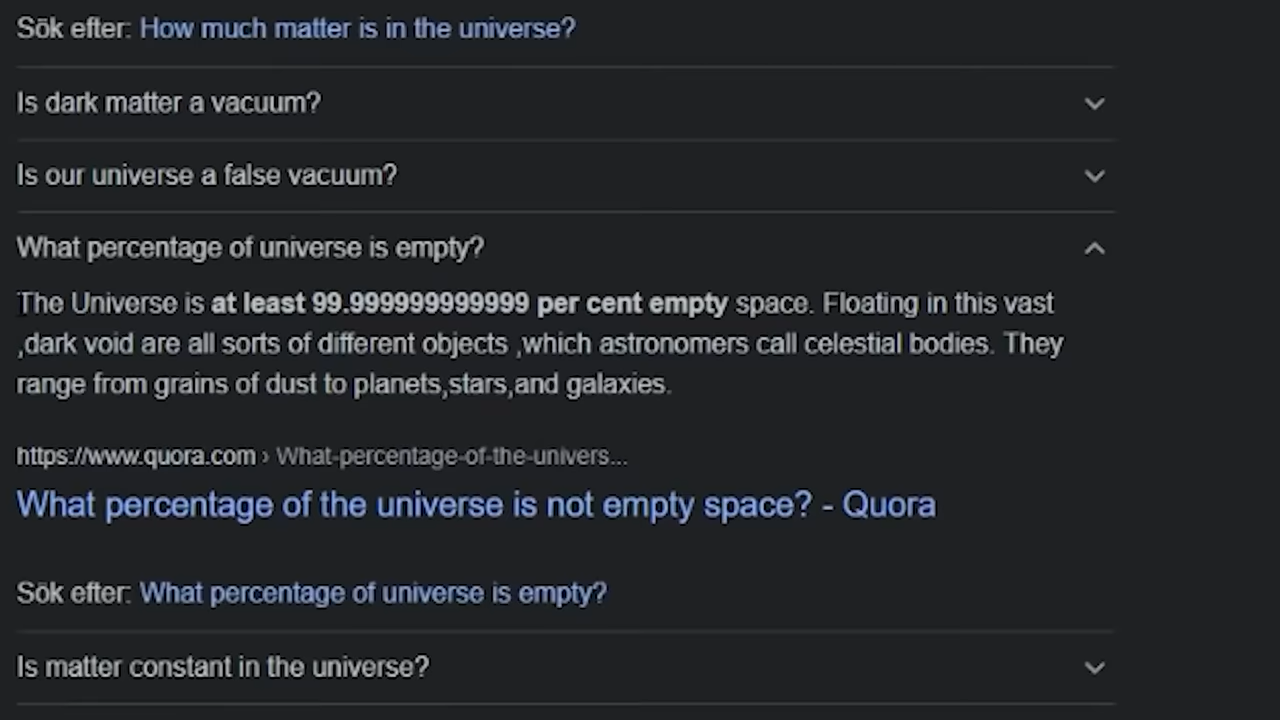 Sök efter: How much matter is in the universe?
Is dark matter a vacuum?
Is our universe a false vacuum?
What percentage of universe is empty?
The Universe is at least 99.999999999999 per cent empty space. Floating in this vast
,dark void are all sorts of different objects ,which astronomers call celestial bodies. They
range from grains of dust to planets,stars,and galaxies.
https://www.quora.com › What-percentage-of-the-univers...
What percentage of the universe is not empty space? - Quora
Sök efter: What percentage of universe is empty?
Is matter constant in the universe?